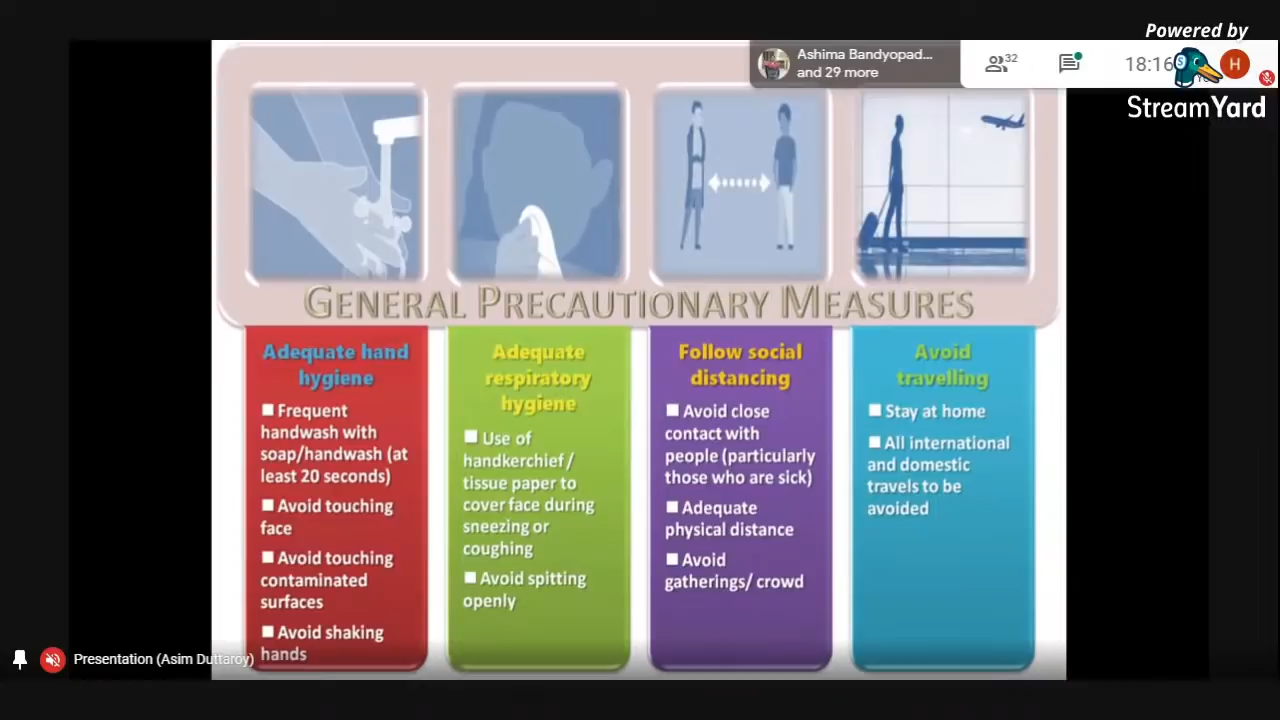 Powered by
Ashima Bandyopad...
and 29 more
32
18:16
H
StreamYard
GENERAL PRECAUTIONARY MEASURES
Adequate hand
hygiene
Frequent
handwash with
soap/handwash (at
least 20 seconds)
Avoid touching
face
Avoid touching
contaminated
surfaces
Avoid shaking
hands
Adequate
respiratory
hygiene
Use of
handkerchief/
tissue paper to
cover face during
sneezing or
coughing
Avoid spitting
openly
Follow social
distancing
Avoid close
contact with
people (particularly
those who are sick)
Adequate
physical distance
Avoid
gatherings/ crowd
Avoid
travelling
Stay at home
All international
and domestic
travels to be
avoided
Presentation (Asim Duttaroy)